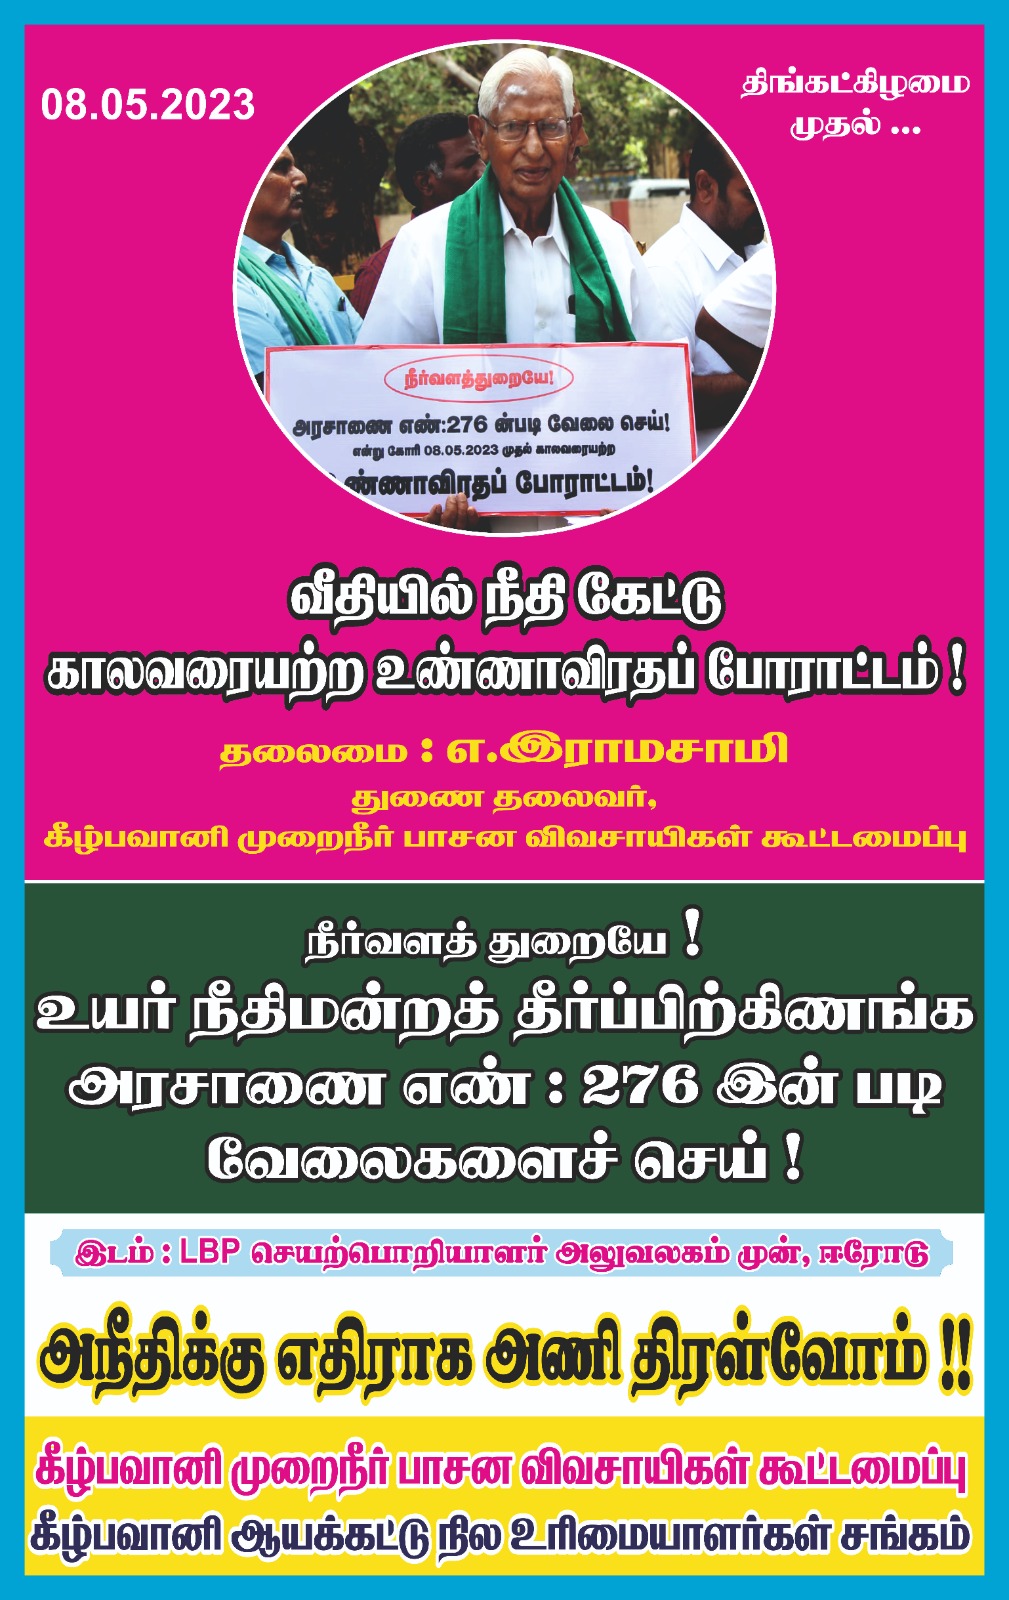 08.05.2023
திங்கட்கிழமை
முதல் ...
நீர்வளத்துறையே!
அரசாணை எண்:276 ன்படி வேலை செய்!
என்று கோரி 08.05.2023 முதல் காலவரையற்ற
உண்ணாவிரதப் போராட்டம்!
வீதியில் நீதி கேட்டு
காலவரையற்ற உண்ணாவிரதப் போராட்டம் !
தலைமை : எ.இராமசாமி
துணை தலைவர்,
கீழ்பவானி முறைநீர் பாசன விவசாயிகள் கூட்டமைப்பு
நீர்வளத் துறையே !
உயர் நீதிமன்றத் தீர்ப்பிற்கிணங்க
அரசாணை எண் : 276 இன் படி
வேலைகளைச் செய் !
இடம் : LBP செயற்பொறியாளர் அலுவலகம் முன், ஈரோடு
அநீதிக்கு எதிராக அணி திரள்வோம் !!
கீழ்பவானி முறைநீர் பாசன விவசாயிகள் கூட்டமைப்பு
கீழ்பவானி ஆயக்கட்டு நில உரிமையாளர்கள் சங்கம்